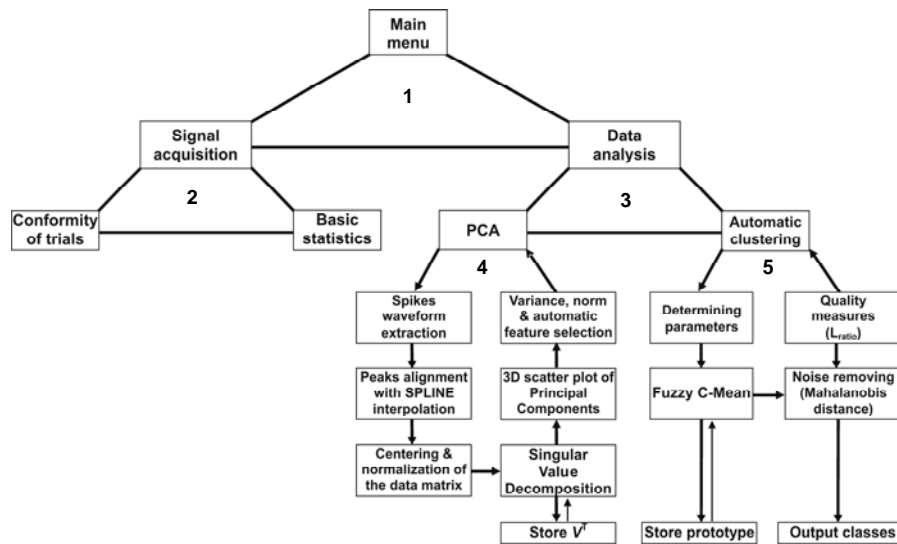 Main
menu
1
Signal
acquisition
Data
analysis
2
3
Conformity
of trials
Basic
statistics
PCA
Automatic
clustering
4
5
Spikes
waveform
extraction
Variance, norm
& automatic
feature selection
Determining
parameters
Quality
measures
(Lratio)
Peaks alignment
with SPLINE
interpolation
3D scatter plot of
Principal
Components
Fuzzy C-Mean
Noise removing
(Mahalanobis
distance)
Centering &
normalization of
the data matrix
Singular
Value
Decomposition
Store Vᵀ
Store prototype
Output classes